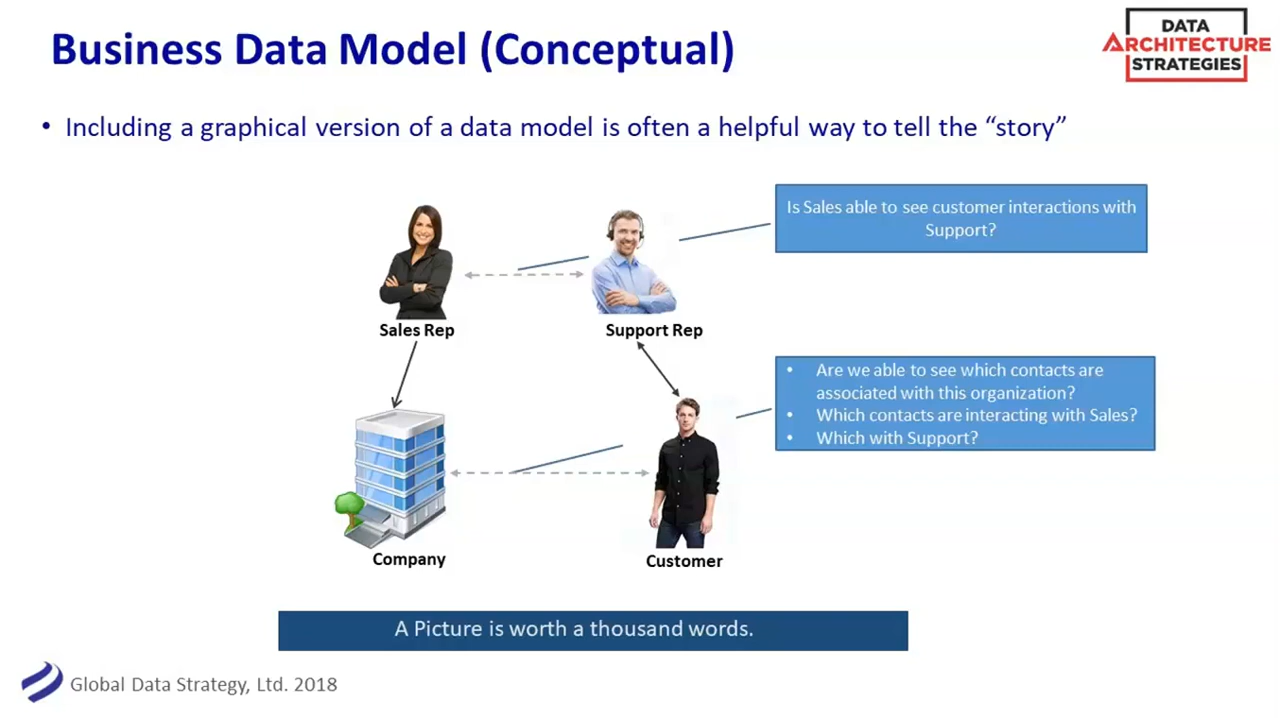 Business Data Model (Conceptual)
DATA
ARCHITECTURE
STRATEGIES
• Including a graphical version of a data model is often a helpful way to tell the “story”
Is Sales able to see customer interactions with
Support?
Sales Rep
Support Rep
• Are we able to see which contacts are
associated with this organization?
• Which contacts are interacting with Sales?
• Which with Support?
Company
Customer
A Picture is worth a thousand words.
Global Data Strategy, Ltd. 2018